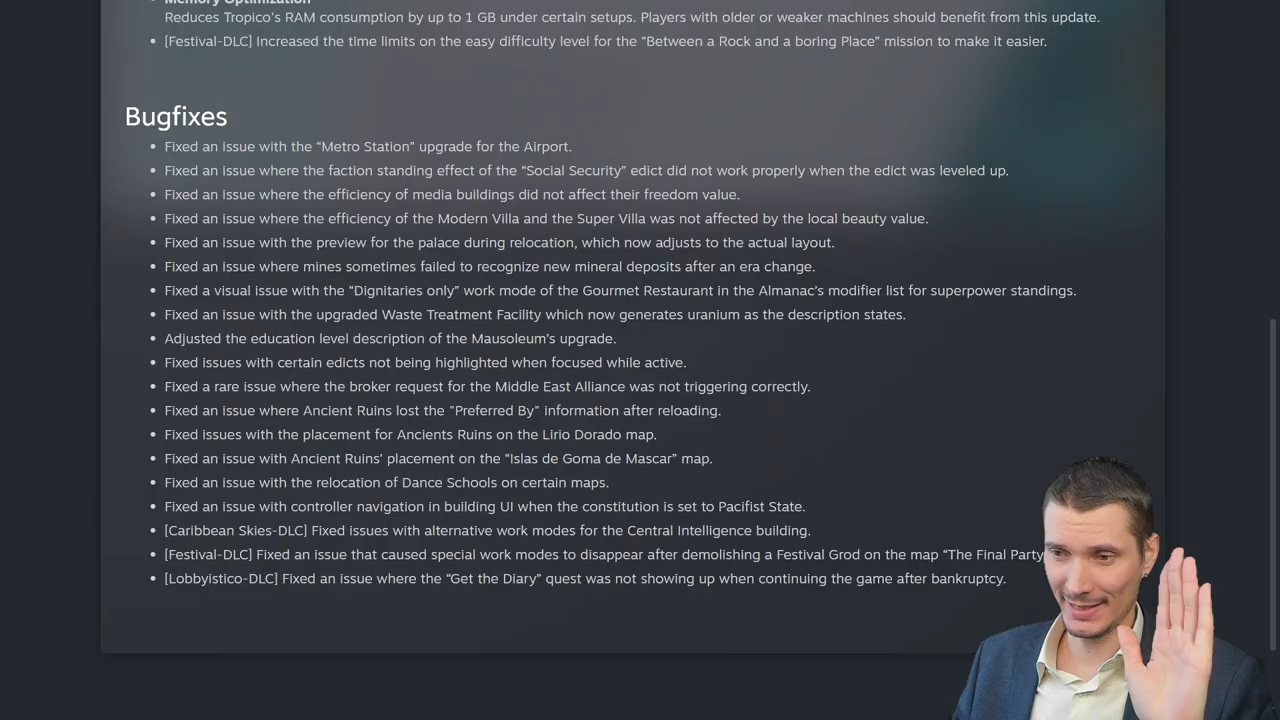 Memory Optimization
Reduces Tropico's RAM consumption by up to 1 GB under certain setups. Players with older or weaker machines should benefit from this update.
• [Festival-DLC] Increased the time limits on the easy difficulty level for the “Between a Rock and a boring Place” mission to make it easier.
Bugfixes
• Fixed an issue with the “Metro Station” upgrade for the Airport.
• Fixed an issue where the faction standing effect of the “Social Security” edict did not work properly when the edict was leveled up.
• Fixed an issue where the efficiency of media buildings did not affect their freedom value.
• Fixed an issue where the efficiency of the Modern Villa and the Super Villa was not affected by the local beauty value.
• Fixed an issue with the preview for the palace during relocation, which now adjusts to the actual layout.
• Fixed an issue where mines sometimes failed to recognize new mineral deposits after an era change.
• Fixed a visual issue with the “Dignitaries only” work mode of the Gourmet Restaurant in the Almanac’s modifier list for superpower standings.
• Fixed an issue with the upgraded Waste Treatment Facility which now generates uranium as the description states.
• Adjusted the education level description of the Mausoleum’s upgrade.
• Fixed issues with certain edicts not being highlighted when focused while active.
• Fixed a rare issue where the broker request for the Middle East Alliance was not triggering correctly.
• Fixed an issue where Ancient Ruins lost the "Preferred By" information after reloading.
• Fixed issues with the placement for Ancients Ruins on the Lirio Dorado map.
• Fixed an issue with Ancient Ruins’ placement on the “Islas de Goma de Mascar” map.
• Fixed an issue with the relocation of Dance Schools on certain maps.
• Fixed an issue with controller navigation in building UI when the constitution is set to Pacifist State.
• [Caribbean Skies-DLC] Fixed issues with alternative work modes for the Central Intelligence building.
• [Festival-DLC] Fixed an issue that caused special work modes to disappear after demolishing a Festival Grod on the map “The Final Party
• [Lobbyistico-DLC] Fixed an issue where the “Get the Diary” quest was not showing up when continuing the game after bankruptcy.